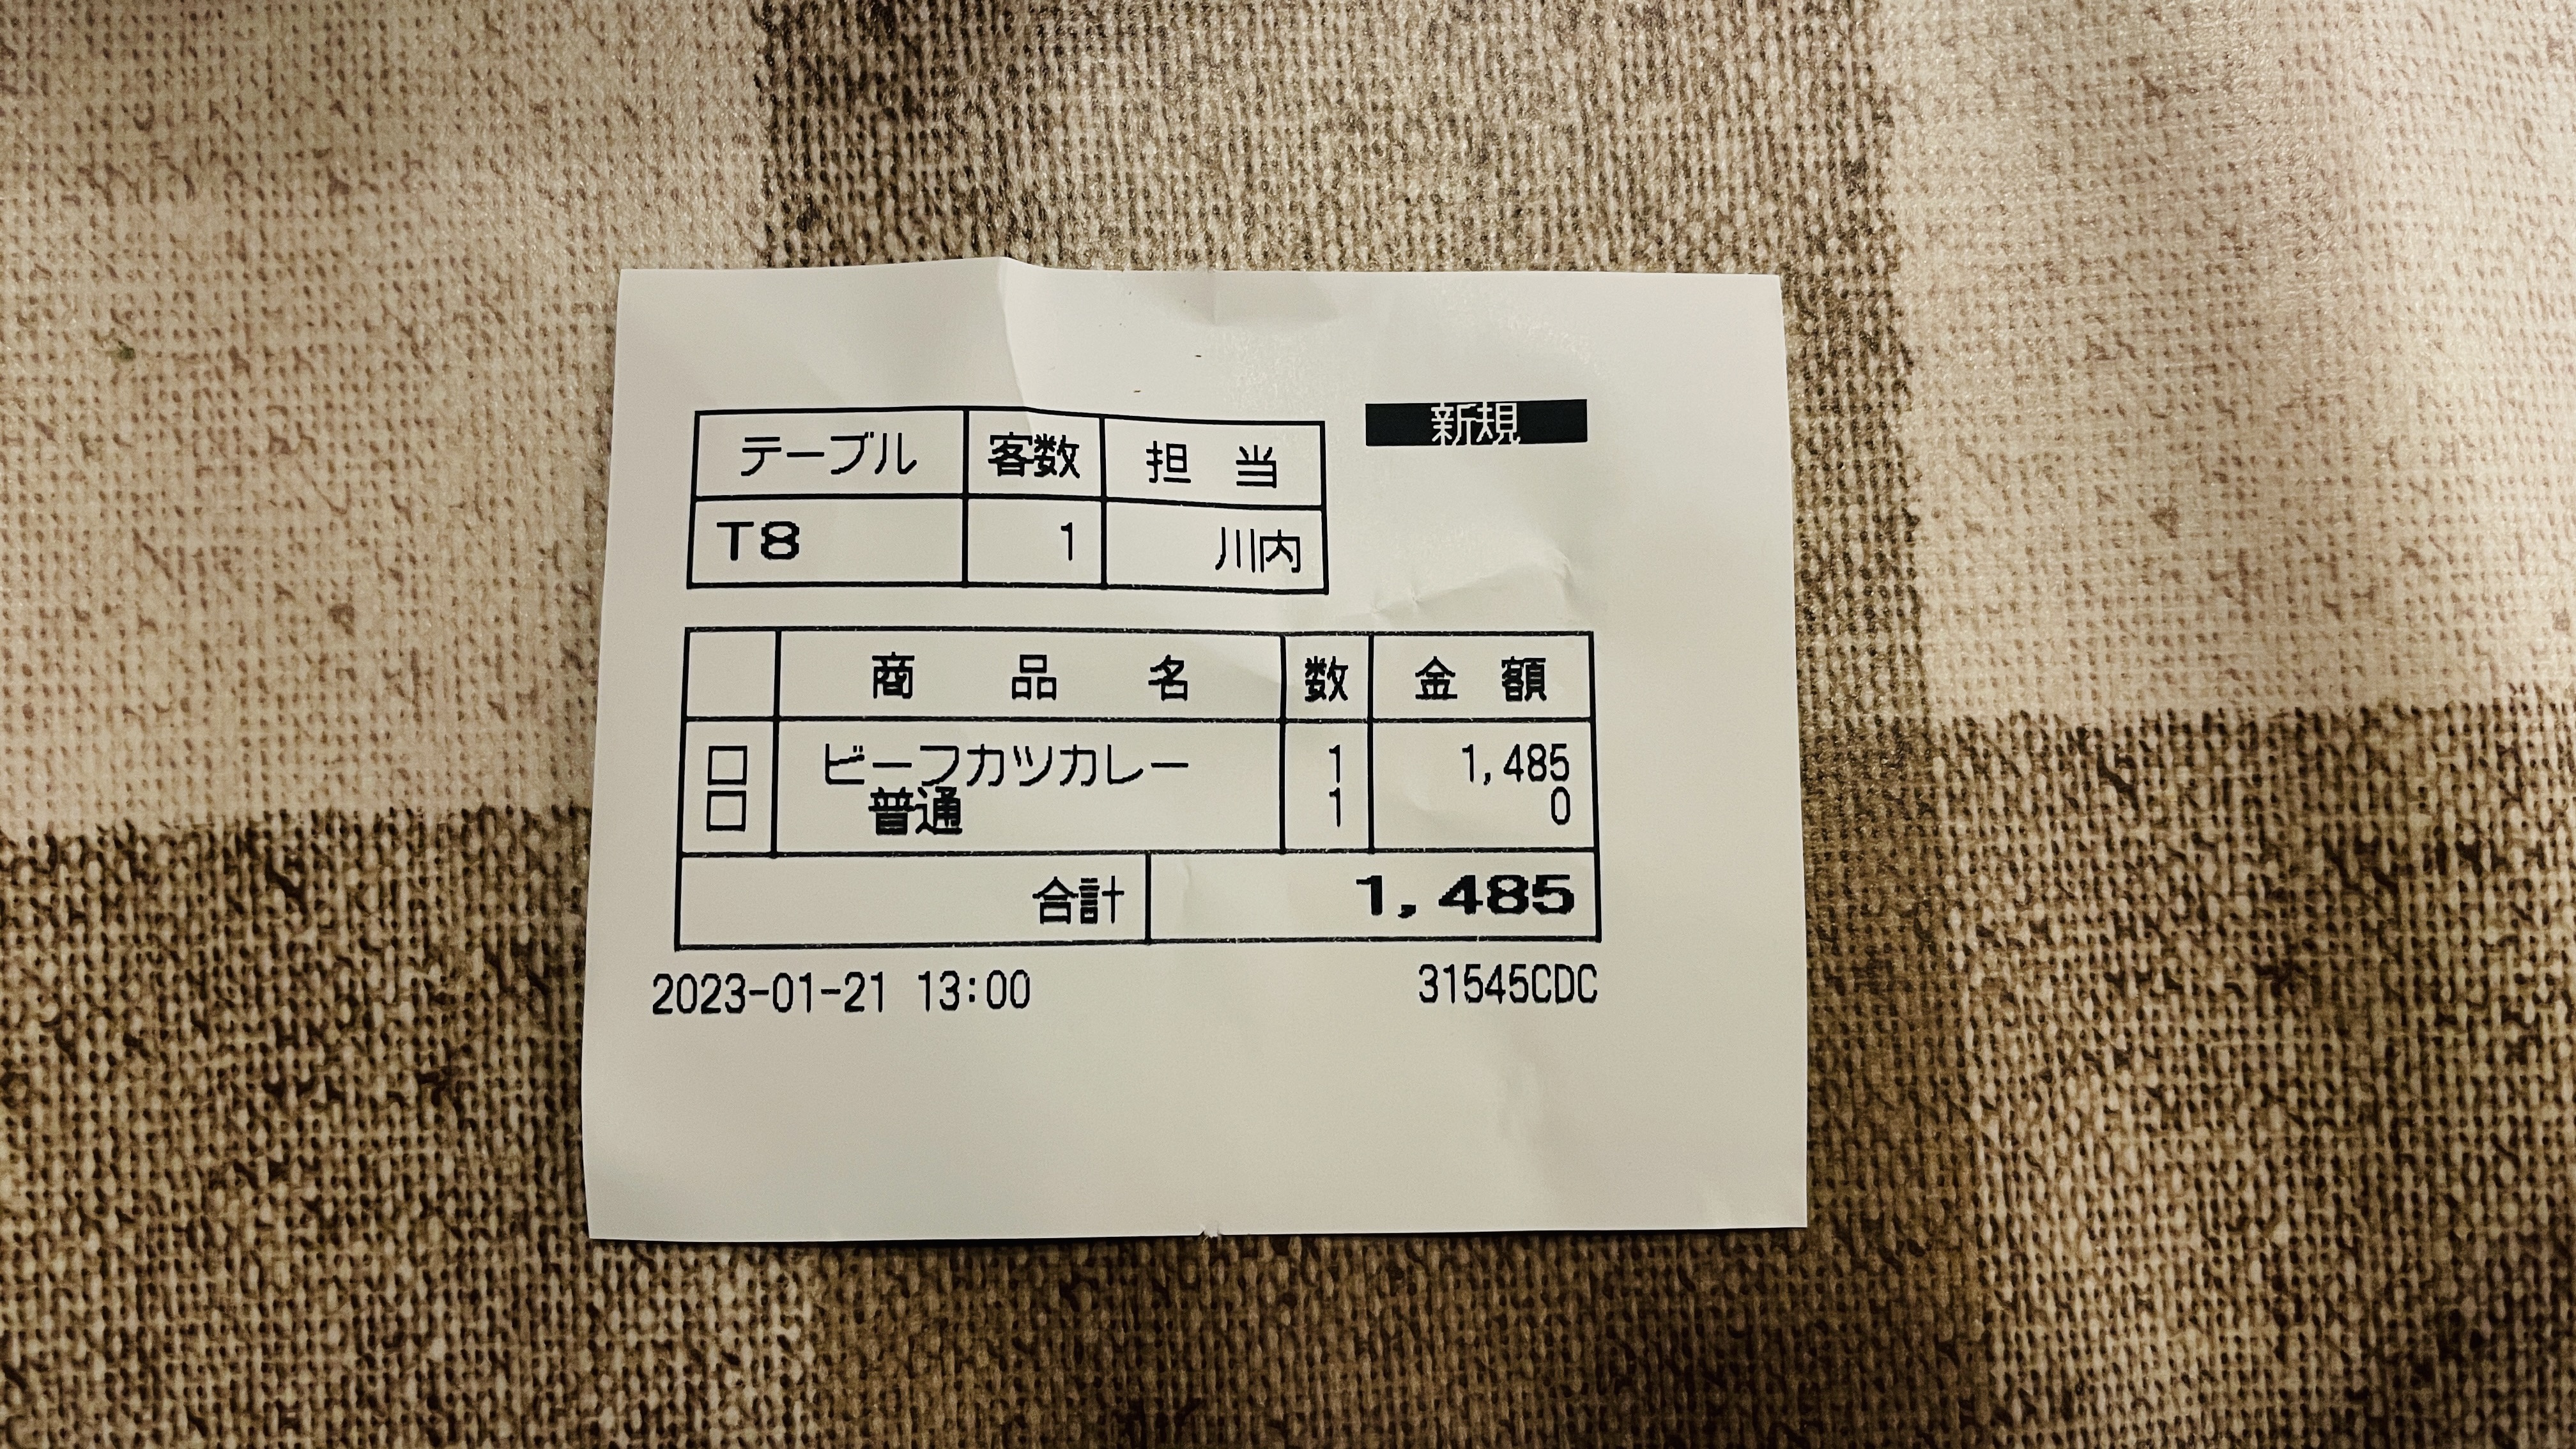 新規
テーブル 客数 担当
T8 1 川内
商品名 数 金額
□ ビーフカツカレー 1 1,485
□ 普通 1 0
合計 1,485
2023-01-21 13:00 31545CDC